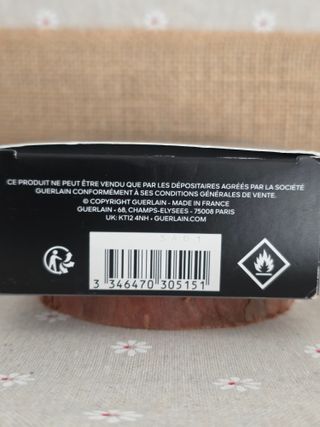 CE PRODUIT NE PEUT ÊTRE VENDU QUE PAR LES DÉPOSITAIRES AGRÉÉS PAR LA SOCIÉTÉ
GUERLAIN CONFORMÉMENT À SES CONDITIONS GÉNÉRALES DE VENTE.
© COPYRIGHT GUERLAIN - MADE IN FRANCE
GUERLAIN - 68, CHAMPS-ELYSEES - 75008 PARIS
UK: KT12 4NH - GUERLAIN.COM
3 346470 305151